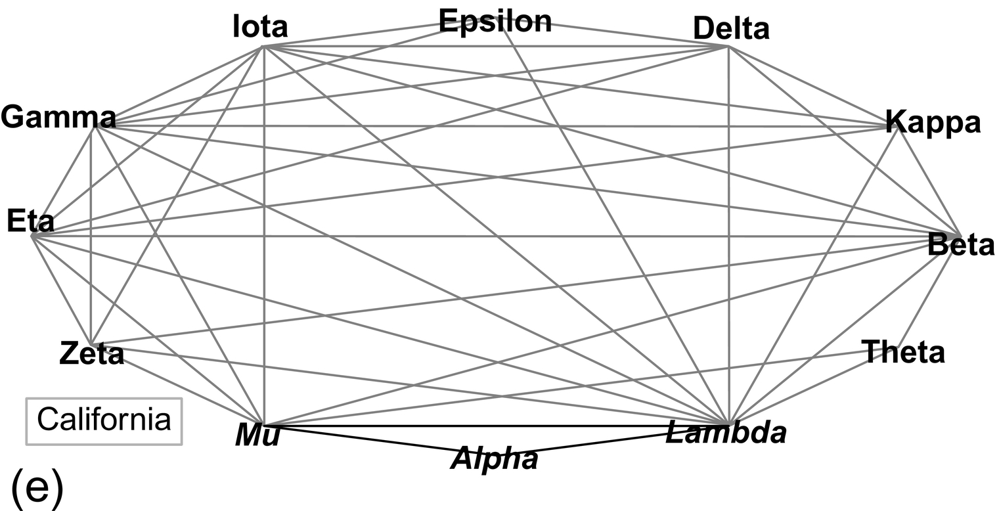 Iota
Epsilon
Delta
Gamma
Kappa
Eta
Beta
Zeta
Theta
California
Mu
Lambda
Alpha
(e)